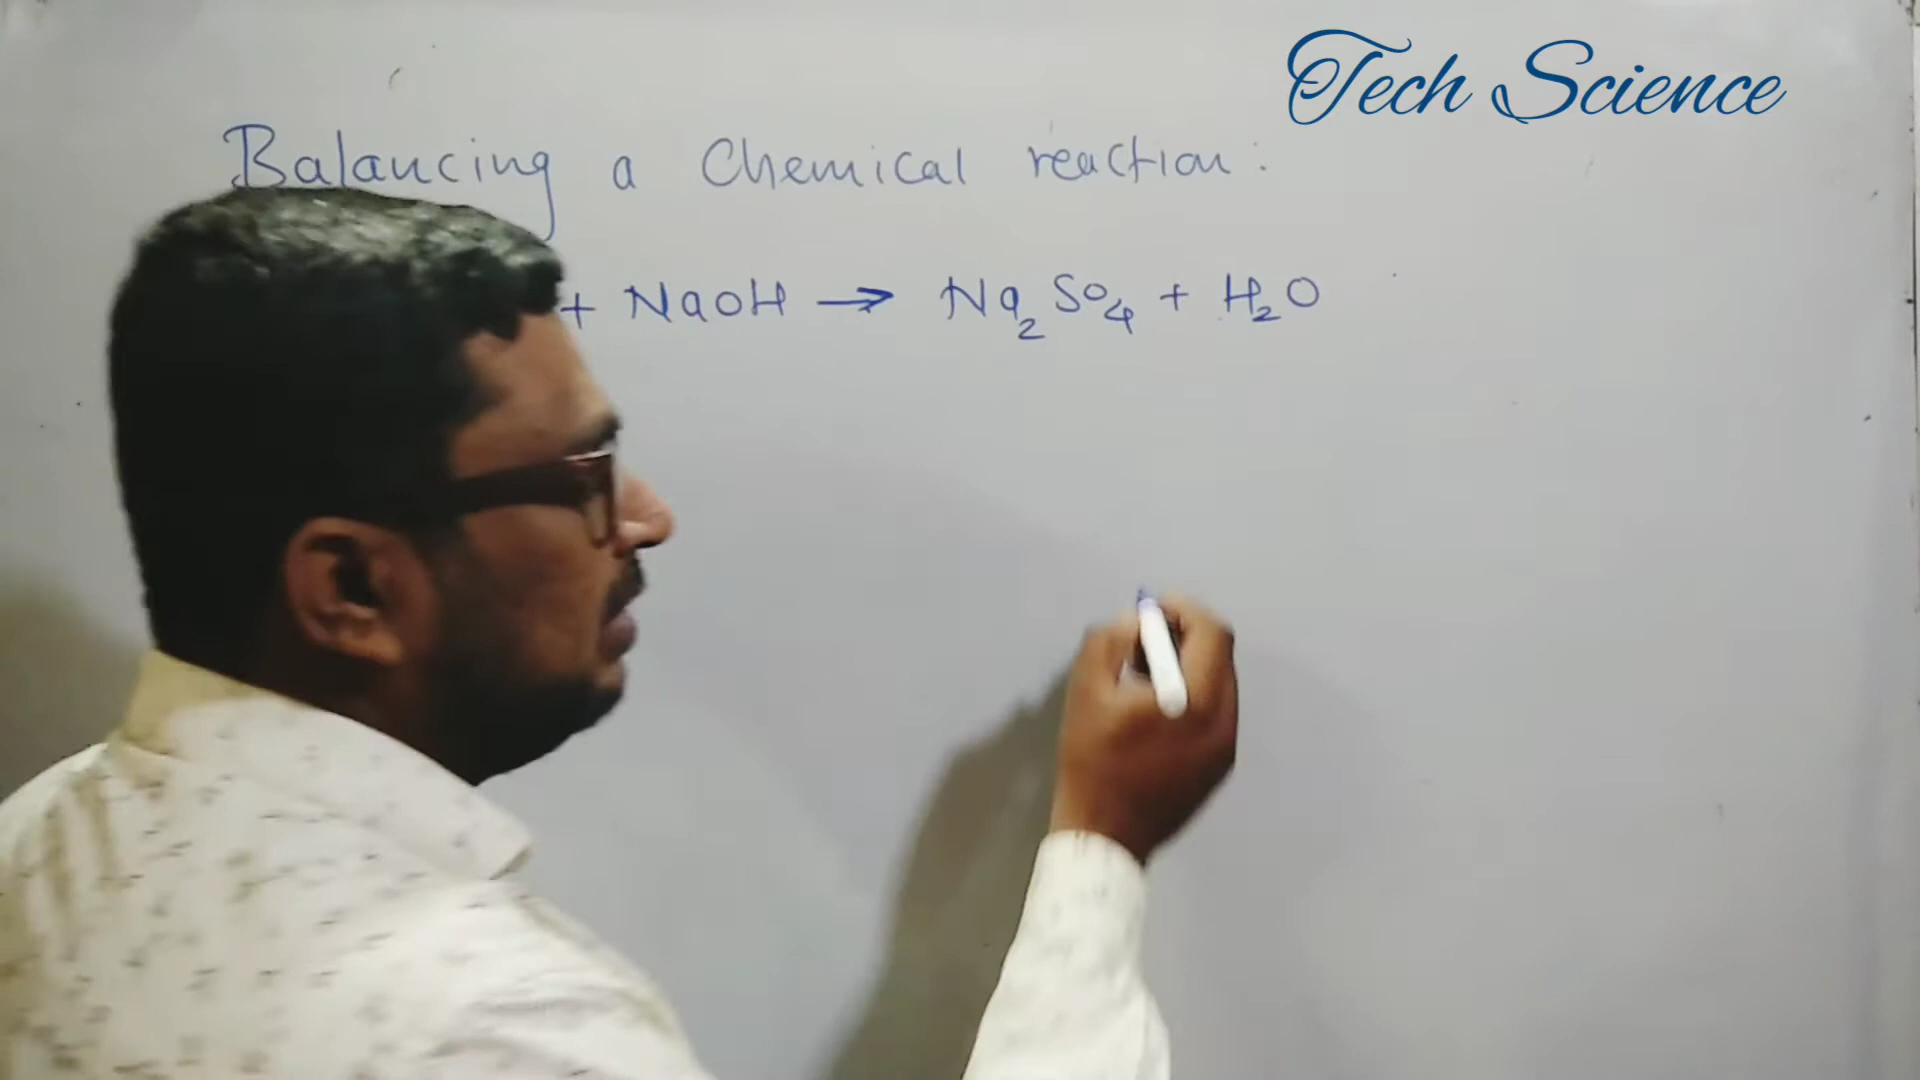 Tech Science
Balancing a Chemical reaction:
+ NaOH → Na₂SO₄ + H₂O